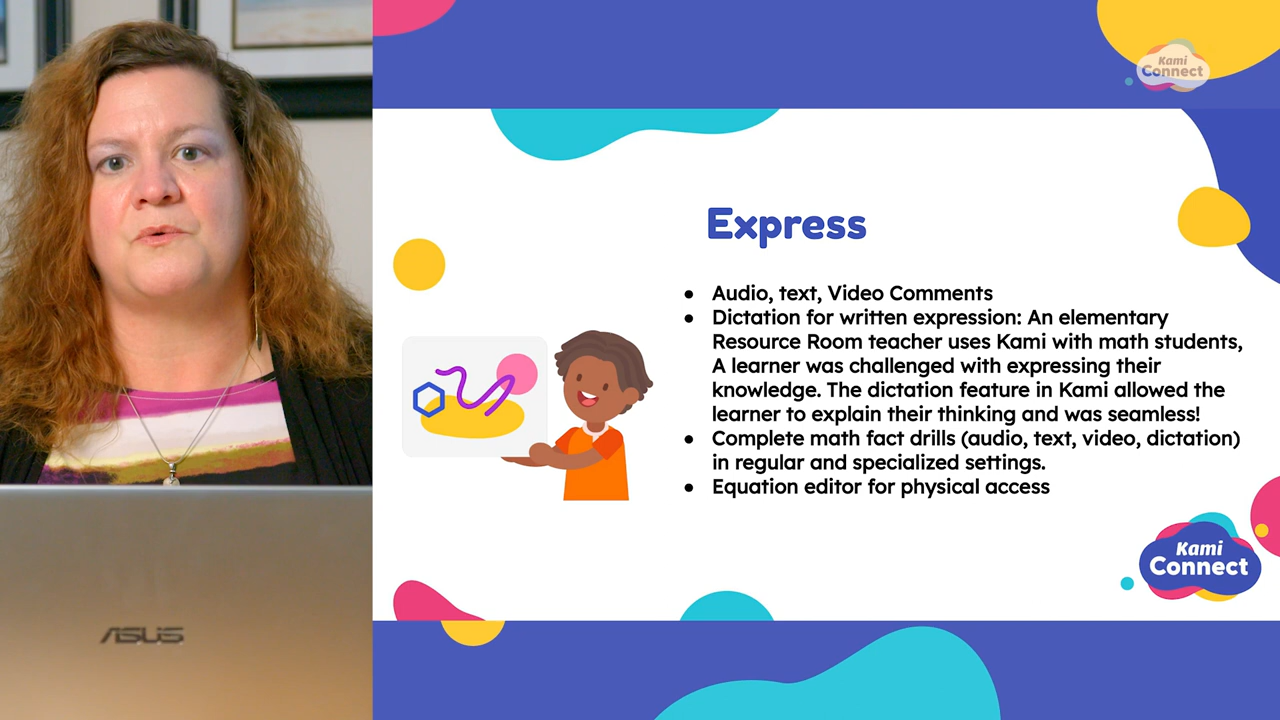 Kami
Connect
Express
● Audio, text, Video Comments
● Dictation for written expression: An elementary
Resource Room teacher uses Kami with math students,
A learner was challenged with expressing their
knowledge. The dictation feature in Kami allowed the
learner to explain their thinking and was seamless!
● Complete math fact drills (audio, text, video, dictation)
in regular and specialized settings.
● Equation editor for physical access
Kami
Connect
ASUS